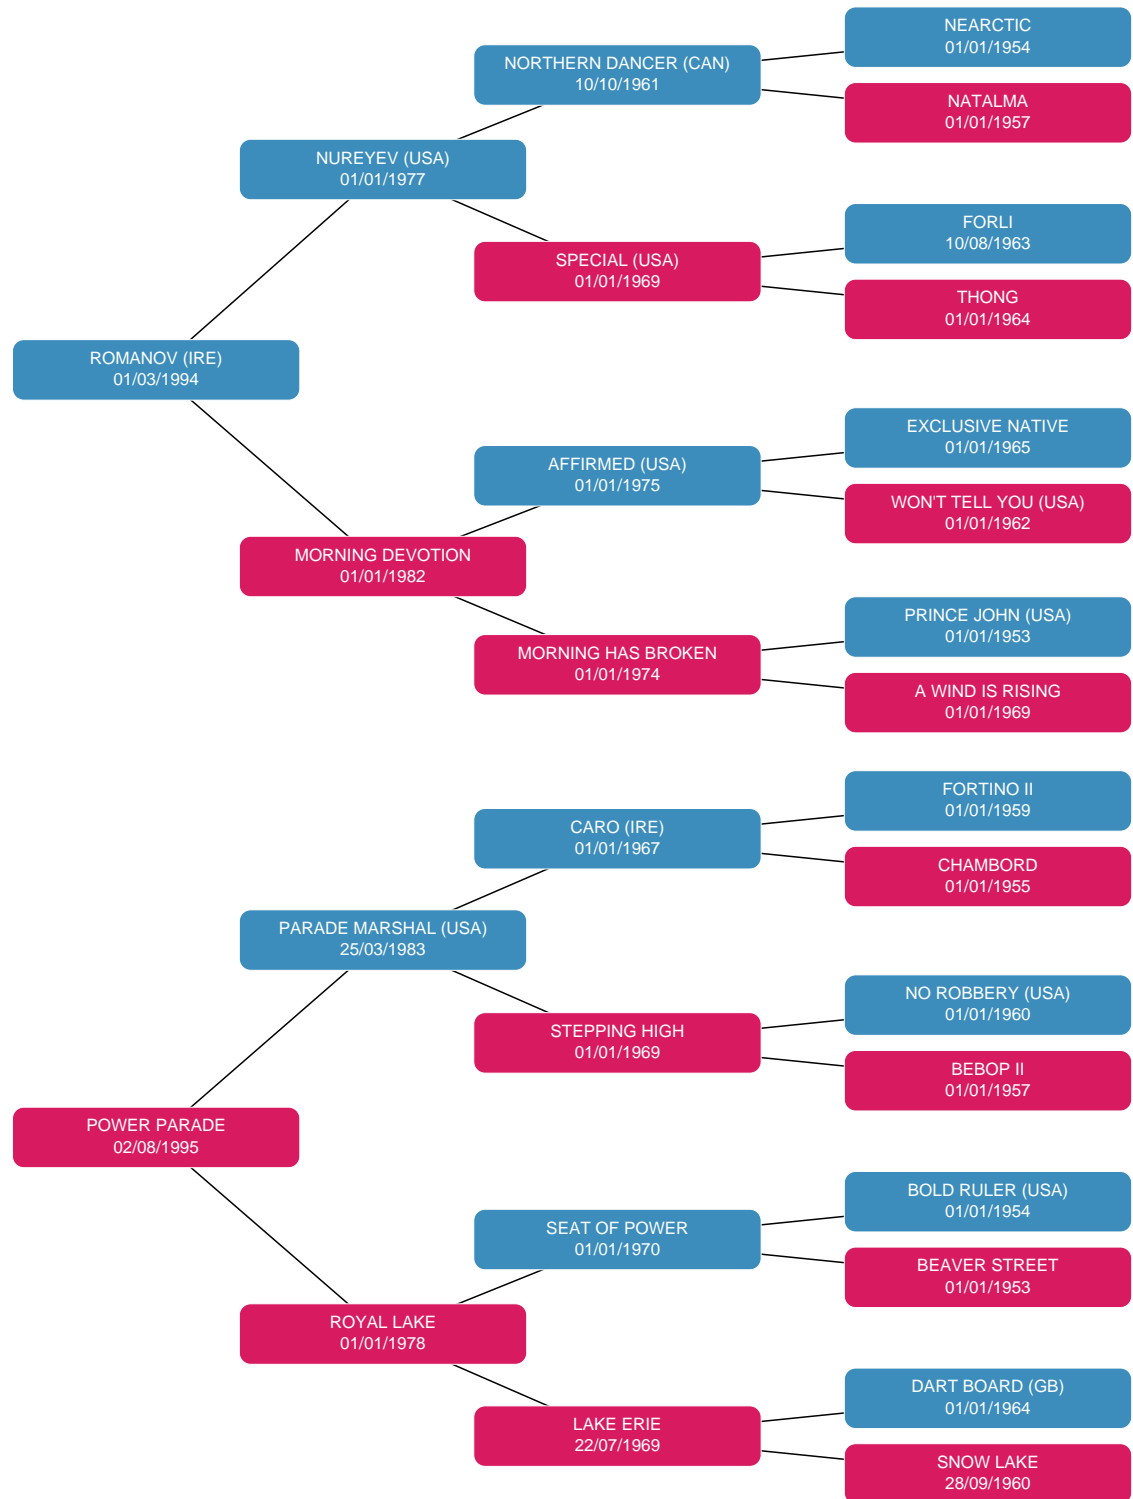 NEARCTIC
01/01/1954
NORTHERN DANCER (CAN)
10/10/1961
NATALMA
01/01/1957
NUREYEV (USA)
01/01/1977
FORLI
10/08/1963
SPECIAL (USA)
01/01/1969
THONG
01/01/1964
ROMANOV (IRE)
01/03/1994
EXCLUSIVE NATIVE
01/01/1965
AFFIRMED (USA)
01/01/1975
WON'T TELL YOU (USA)
01/01/1962
MORNING DEVOTION
01/01/1982
PRINCE JOHN (USA)
01/01/1953
MORNING HAS BROKEN
01/01/1974
A WIND IS RISING
01/01/1969
FORTINO II
01/01/1959
CARO (IRE)
01/01/1967
CHAMBORD
01/01/1955
PARADE MARSHAL (USA)
25/03/1983
NO ROBBERY (USA)
01/01/1960
STEPPING HIGH
01/01/1969
BEBOP II
01/01/1957
POWER PARADE
02/08/1995
BOLD RULER (USA)
01/01/1954
SEAT OF POWER
01/01/1970
BEAVER STREET
01/01/1953
ROYAL LAKE
01/01/1978
DART BOARD (GB)
01/01/1964
LAKE ERIE
22/07/1969
SNOW LAKE
28/09/1960